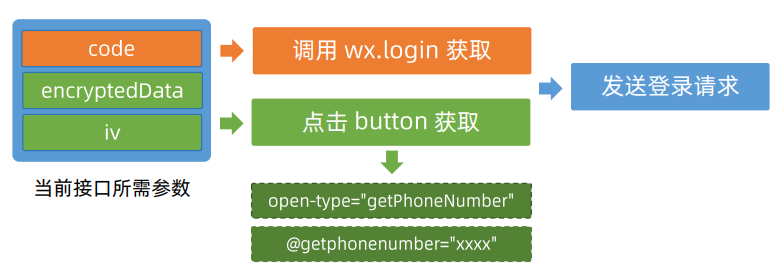 code
encryptedData
iv
当前接口所需参数
调用 wx.login 获取
点击 button 获取
open-type="getPhoneNumber"
@getphonenumber="xxxx"
发送登录请求